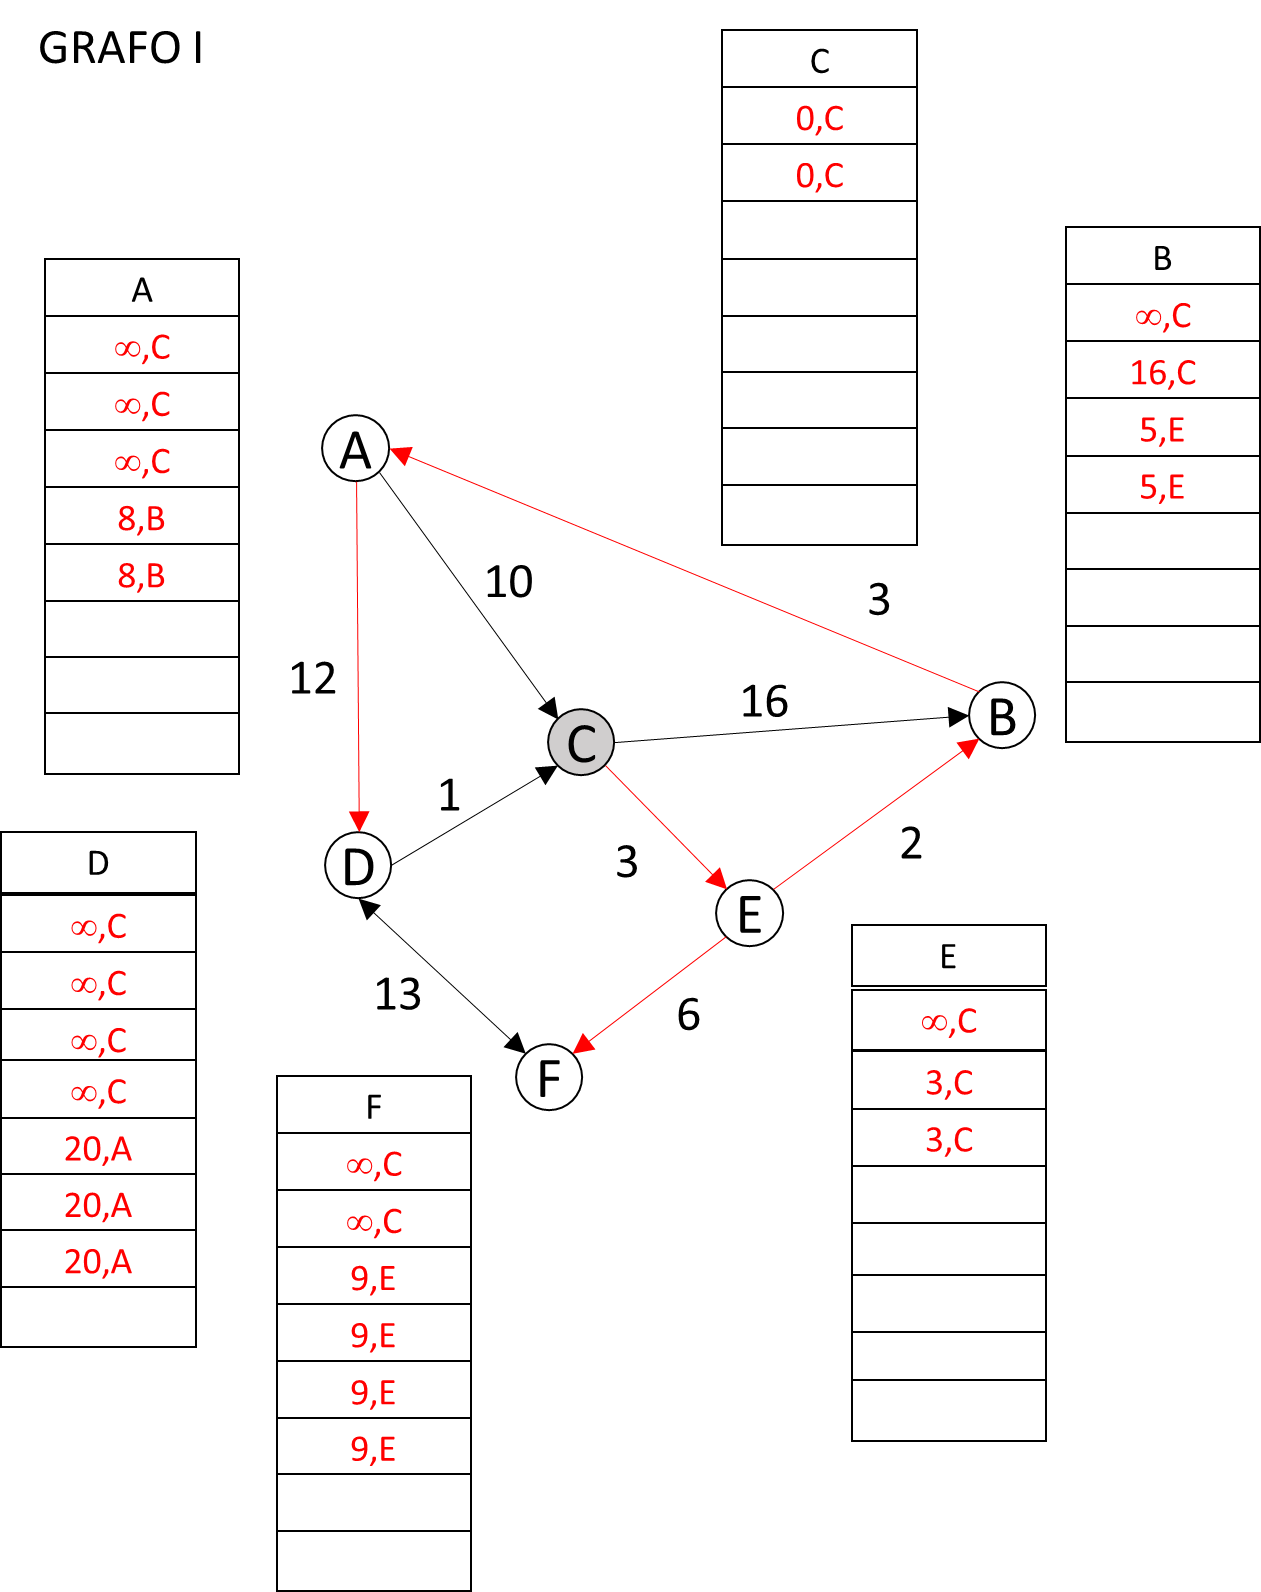 GRAFO I
C
0,C
0,C
B
∞,C
16,C
5,E
5,E
A
∞,C
∞,C
∞,C
8,B
8,B
A
10
3
12
16
B
C
1
D
3
2
E
13
6
F
D
∞,C
∞,C
∞,C
∞,C
20,A
20,A
20,A
E
∞,C
3,C
3,C
F
∞,C
∞,C
9,E
9,E
9,E
9,E